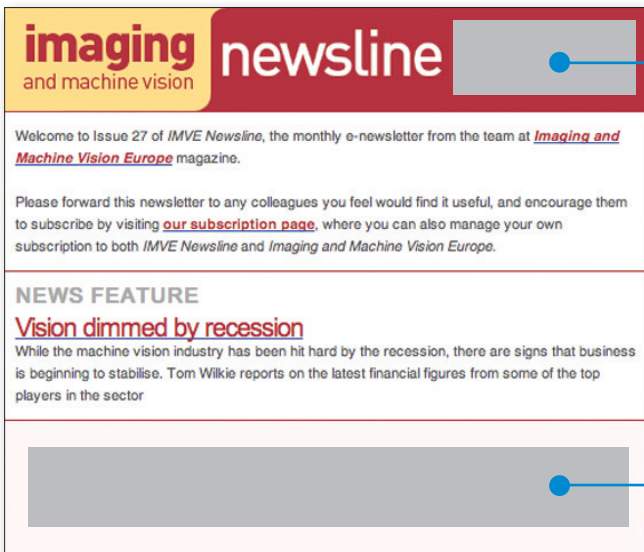 imaging
and machine vision
newsline
Welcome to Issue 27 of IMVE Newsline, the monthly e-newsletter from the team at Imaging and
Machine Vision Europe magazine.
Please forward this newsletter to any colleagues you feel would find it useful, and encourage them
to subscribe by visiting our subscription page, where you can also manage your own
subscription to both IMVE Newsline and Imaging and Machine Vision Europe.
NEWS FEATURE
Vision dimmed by recession
While the machine vision industry has been hit hard by the recession, there are signs that business
is beginning to stabilise. Tom Wilkie reports on the latest financial figures from some of the top
players in the sector